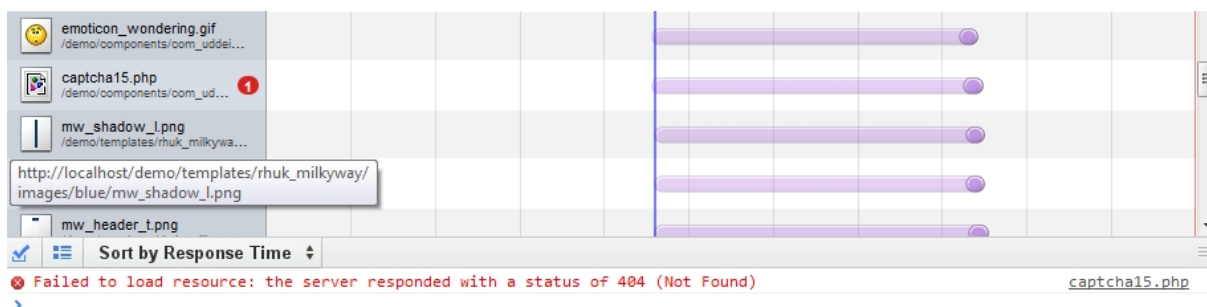 emoticon_wondering.gif
/demo/components/com_uddei...
captcha15.php
/demo/components/com_ud...
1
mw_shadow_l.png
/demo/templates/rhuk_milkywa...
http://localhost/demo/templates/rhuk_milkyway/
images/blue/mw_shadow_l.png
mw_header_t.png
Sort by Response Time
Failed to load resource: the server responded with a status of 404 (Not Found)
captcha15.php